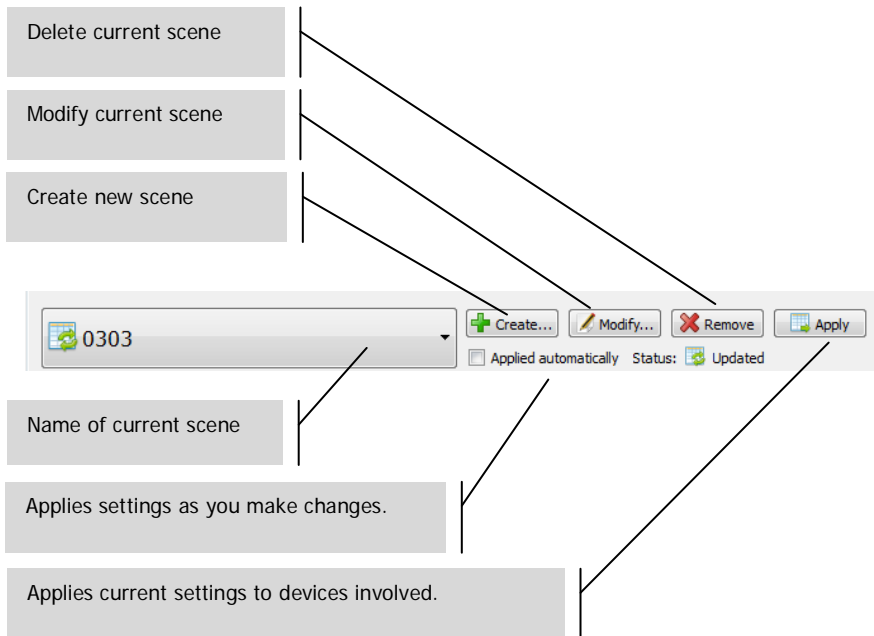 Delete current scene
Modify current scene
Create new scene
0303
Create...
Modify...
Remove
Apply
Applied automatically
Status:
Updated
Name of current scene
Applies settings as you make changes.
Applies current settings to devices involved.